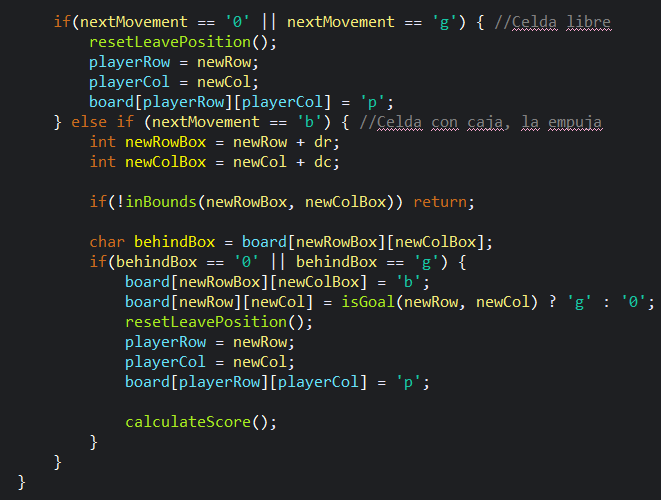 if(nextMovement == '0' || nextMovement == 'g') { //Celda libre
resetLeavePosition();
playerRow = newRow;
playerCol = newCol;
board[playerRow][playerCol] = 'p';
} else if (nextMovement == 'b') { //Celda con caja, la empuja
int newRowBox = newRow + dr;
int newColBox = newCol + dc;
if(!inBounds(newRowBox, newColBox)) return;
char behindBox = board[newRowBox][newColBox];
if(behindBox == '0' || behindBox == 'g') {
board[newRowBox][newColBox] = 'b';
board[newRow][newCol] = isGoal(newRow, newCol) ? 'g' : '0';
resetLeavePosition();
playerRow = newRow;
playerCol = newCol;
board[playerRow][playerCol] = 'p';
calculateScore();
}
}
}